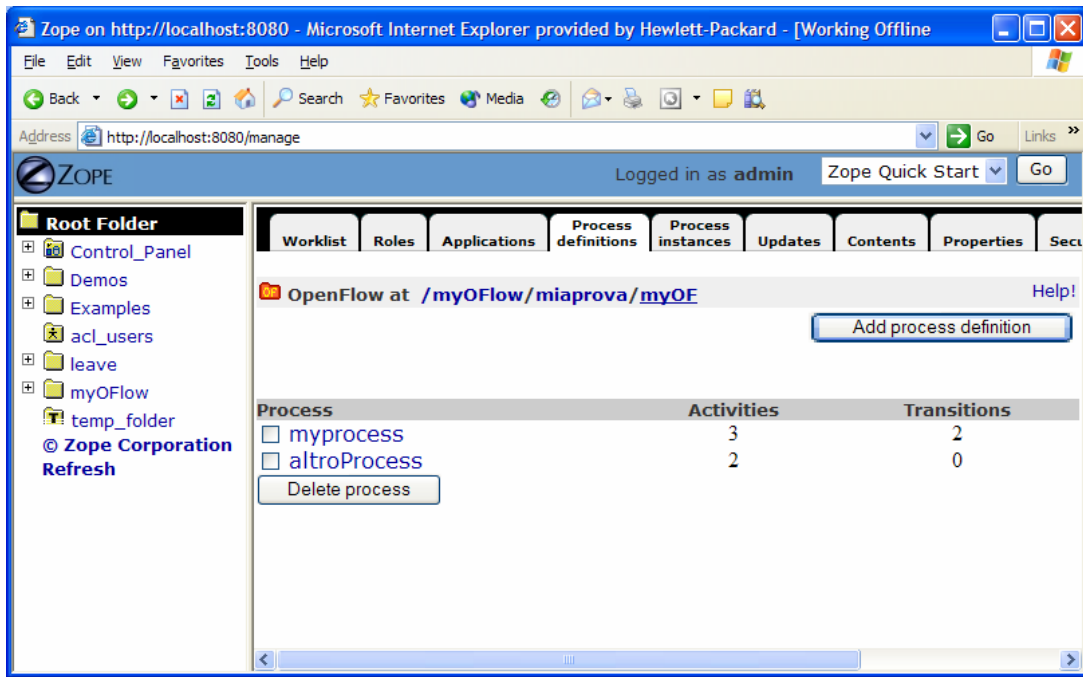 Zope on http://localhost:8080 - Microsoft Internet Explorer provided by Hewlett-Packard - [Working Offline
File Edit View Favorites Tools Help
Back Search Favorites Media
Address http://localhost:8080/manage Go Links »
ZOPE Logged in as admin Zope Quick Start Go
Root Folder
Control_Panel
Demos
Examples
acl_users
leave
myOFlow
temp_folder
© Zope Corporation
Refresh
Worklist Roles Applications Process definitions Process instances Updates Contents Properties Secu
OF OpenFlow at /myOFlow/miaprova/myOF Help!
Add process definition
Process Activities Transitions
myprocess 3 2
altroProcess 2 0
Delete process